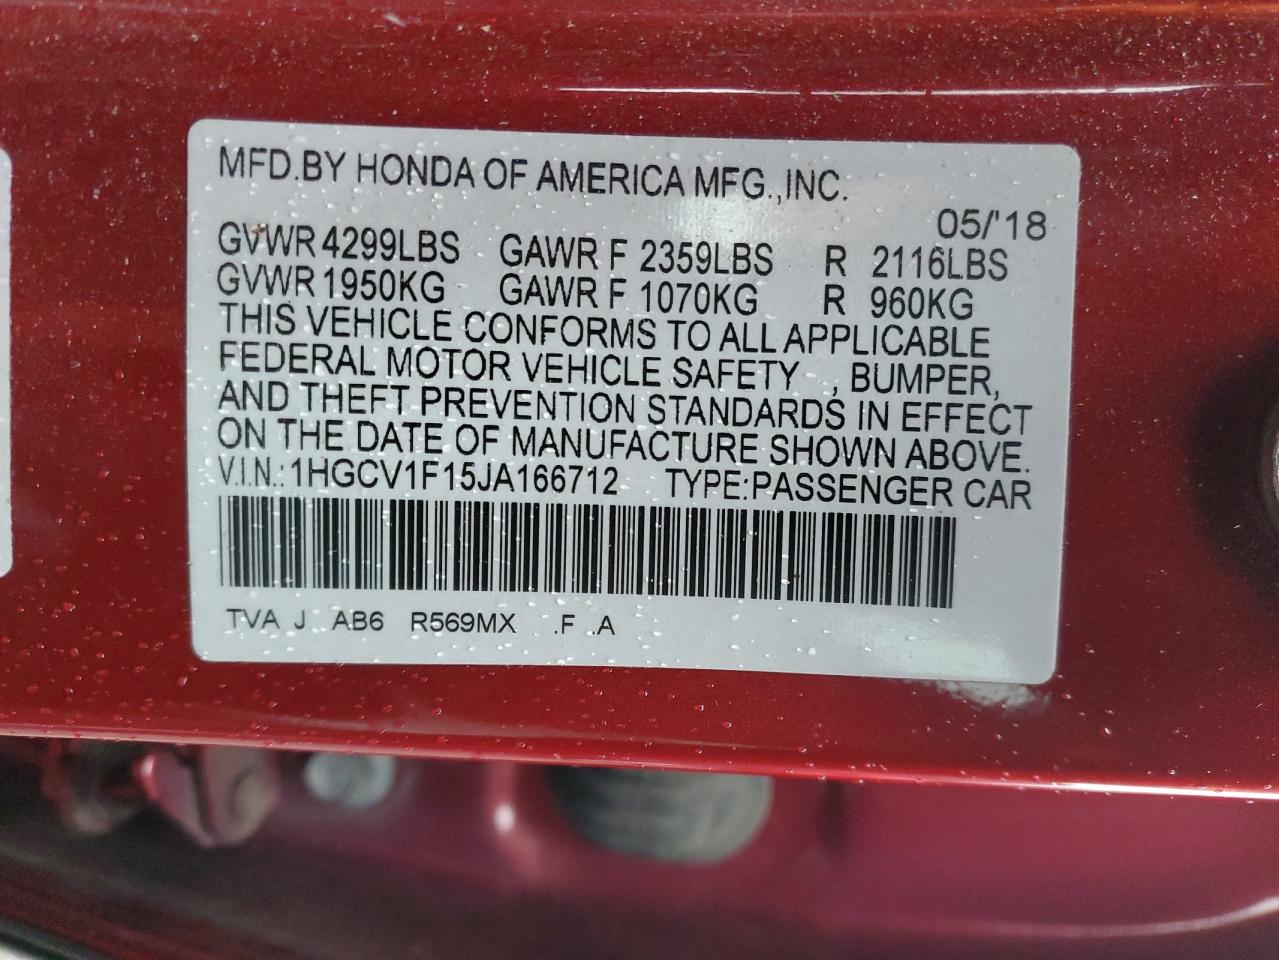 MFD.BY HONDA OF AMERICA MFG.,INC.
05/'18
GVWR 4299LBS GAWR F 2359LBS R 2116LBS
GVWR 1950KG GAWR F 1070KG R 960KG
THIS VEHICLE CONFORMS TO ALL APPLICABLE
FEDERAL MOTOR VEHICLE SAFETY , BUMPER,
AND THEFT PREVENTION STANDARDS IN EFFECT
ON THE DATE OF MANUFACTURE SHOWN ABOVE.
V.I.N.: 1HGCV1F15JA166712 TYPE:PASSENGER CAR
TVA J AB6 R569MX .F .A